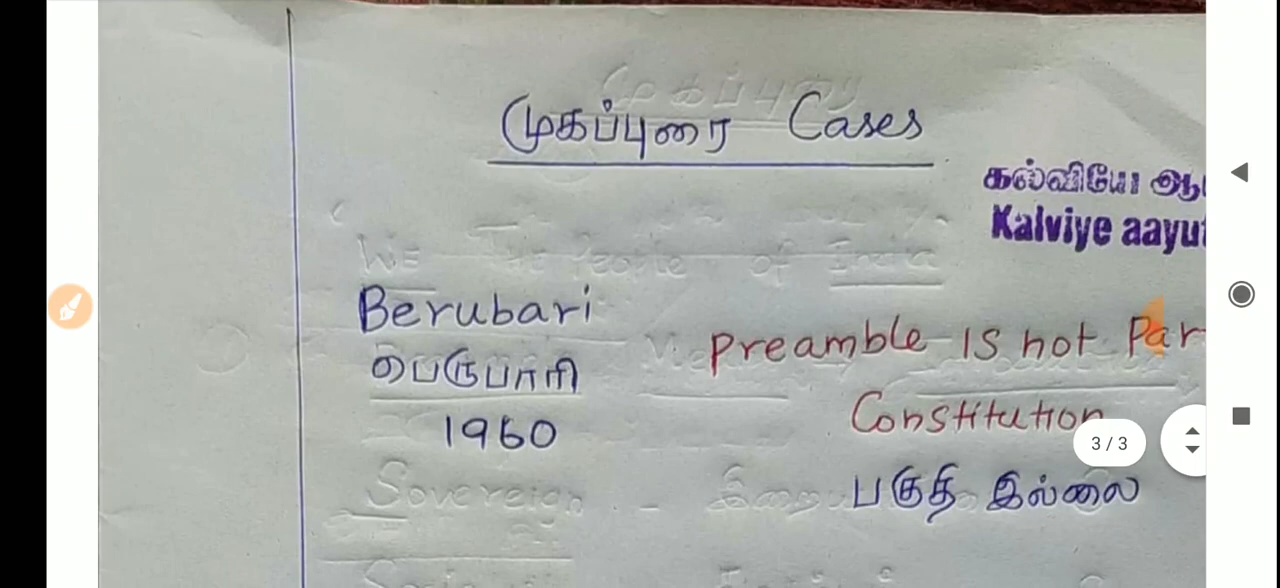 முகப்புரை Cases
கல்வியே
Kalviye aayu
Berubari
Preamble is not Par
பெருபாரி
Constitution
1960
3/3
பகுதி இல்லை